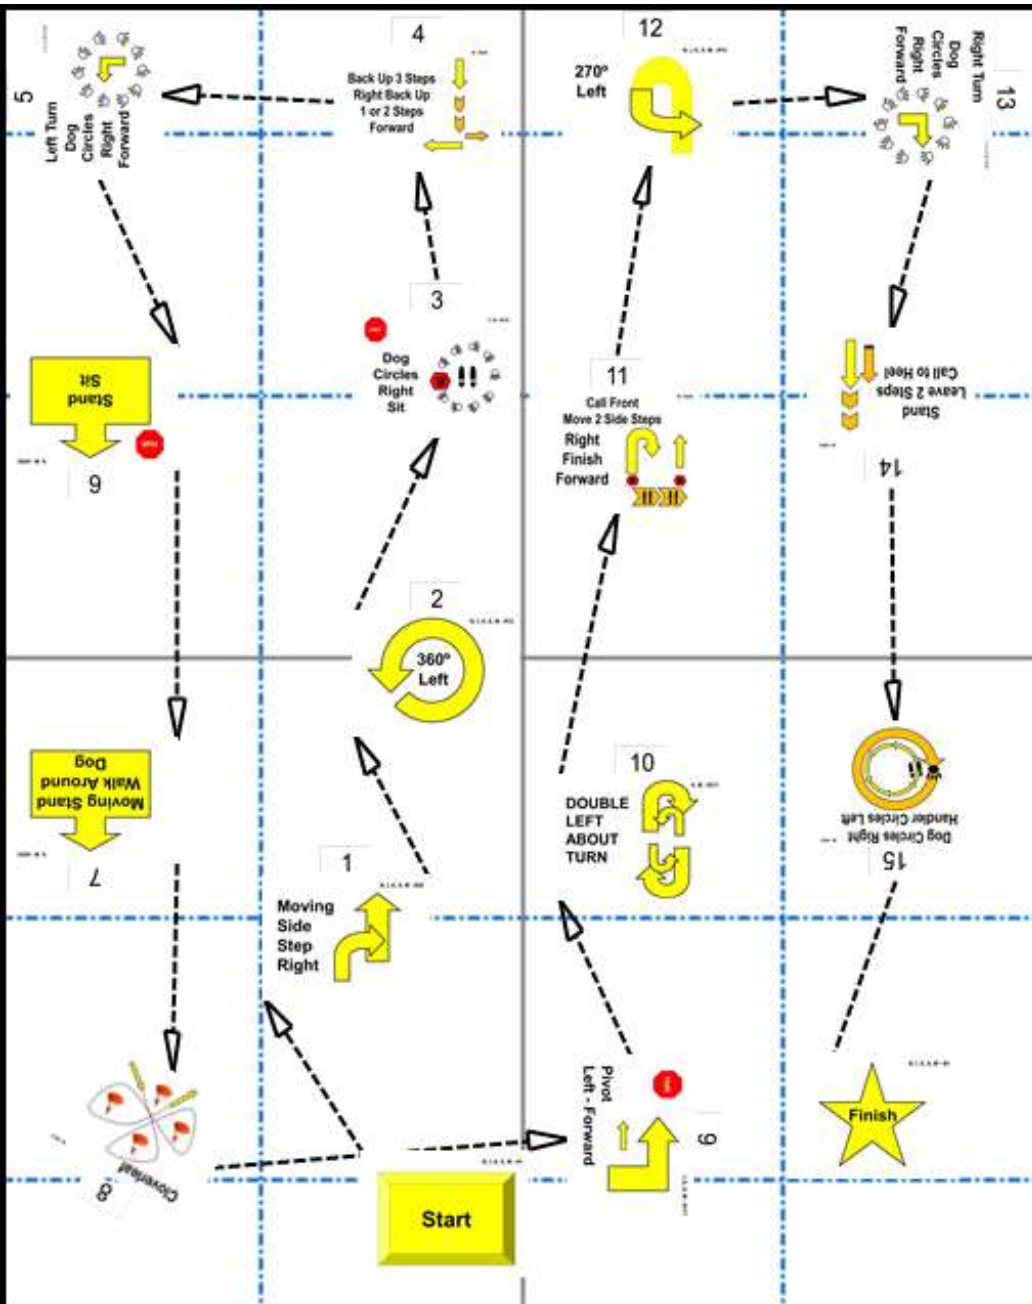 Start
1
Moving
Side
Step
Right
2
360º
Left
3
Dog
Circles
Right
Sit
4
Back Up 3 Steps
Right Back Up
1 or 2 Steps
Forward
5
Left Turn
Dog
Circles
Right
Forward
6
Stand
Sit
7
Moving Stand
Walk Around
Dog
8
Cloverleaf
9
Pivot
Left - Forward
10
DOUBLE
LEFT
ABOUT
TURN
11
Call Front
Move 2 Side Steps
Right
Finish
Forward
12
270º
Left
13
Right Turn
Dog
Circles
Right
Forward
14
Stand
Leave 2 Steps
Call to Heel
15
Dog Circles Right
Handler Circles Left
Finish